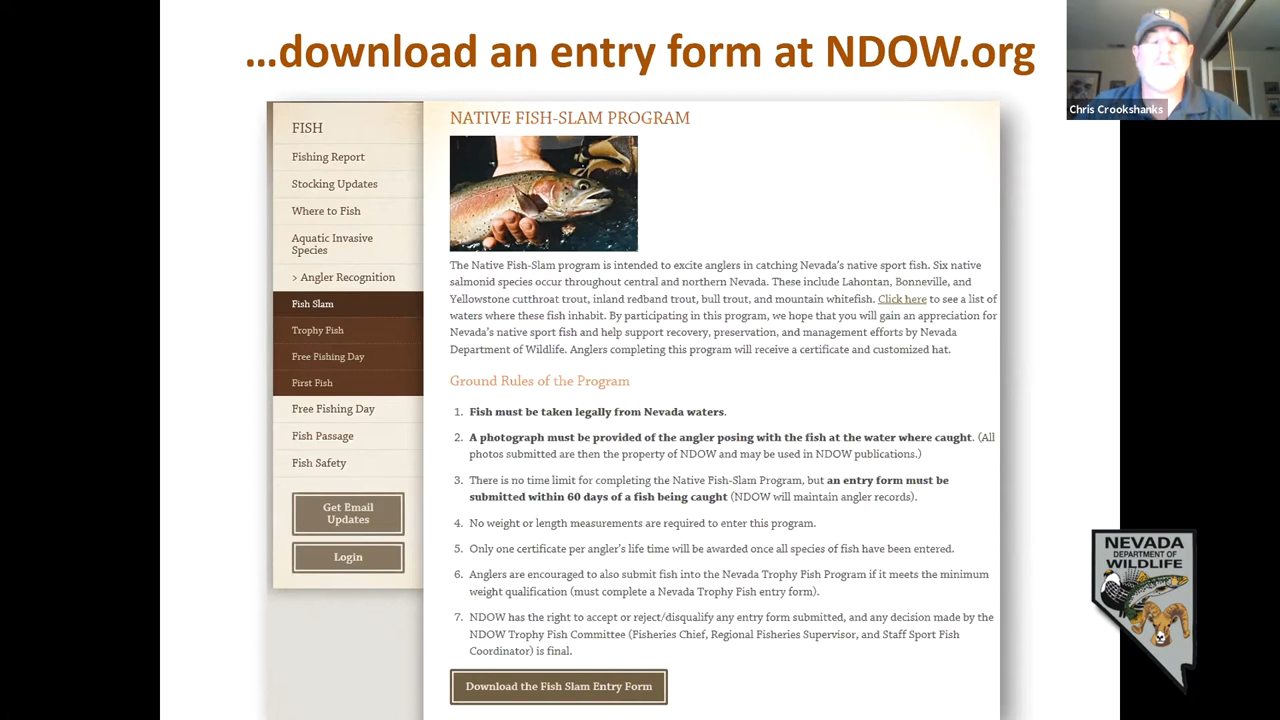 …download an entry form at NDOW.org
Chris Crookshanks
FISH
Fishing Report
Stocking Updates
Where to Fish
Aquatic Invasive
Species
> Angler Recognition
Fish Slam
Trophy Fish
Free Fishing Day
First Fish
Free Fishing Day
Fish Passage
Fish Safety
Get Email
Updates
Login
NATIVE FISH-SLAM PROGRAM
The Native Fish-Slam program is intended to excite anglers in catching Nevada's native sport fish. Six native
salmonid species occur throughout central and northern Nevada. These include Lahontan, Bonneville, and
Yellowstone cutthroat trout, inland redband trout, bull trout, and mountain whitefish. Click here to see a list of
waters where these fish inhabit. By participating in this program, we hope that you will gain an appreciation for
Nevada's native sport fish and help support recovery, preservation, and management efforts by Nevada
Department of Wildlife. Anglers completing this program will receive a certificate and customized hat.
Ground Rules of the Program
1. Fish must be taken legally from Nevada waters.
2. A photograph must be provided of the angler posing with the fish at the water where caught. (All
photos submitted are then the property of NDOW and may be used in NDOW publications.)
3. There is no time limit for completing the Native Fish-Slam Program, but an entry form must be
submitted within 60 days of a fish being caught (NDOW will maintain angler records).
4. No weight or length measurements are required to enter this program.
5. Only one certificate per angler's life time will be awarded once all species of fish have been entered.
6. Anglers are encouraged to also submit fish into the Nevada Trophy Fish Program if it meets the minimum
weight qualification (must complete a Nevada Trophy Fish entry form).
7. NDOW has the right to accept or reject/disqualify any entry form submitted, and any decision made by the
NDOW Trophy Fish Committee (Fisheries Chief, Regional Fisheries Supervisor, and Staff Sport Fish
Coordinator) is final.
Download the Fish Slam Entry Form
NEVADA
DEPARTMENT OF
WILDLIFE